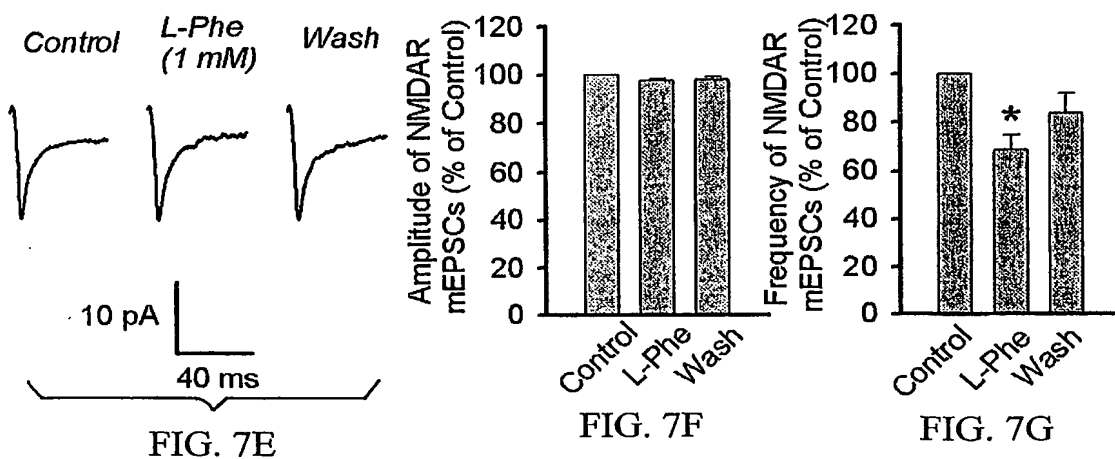 Control
L-Phe
(1 mM)
Wash
10 pA
40 ms
FIG. 7E
Amplitude of NMDAR
mEPSCs (% of Control)
120
100
80
60
40
20
0
Control
L-Phe
Wash
FIG. 7F
Frequency of NMDAR
mEPSCs (% of Control)
120
100
80
60
40
20
0
*
Control
L-Phe
Wash
FIG. 7G